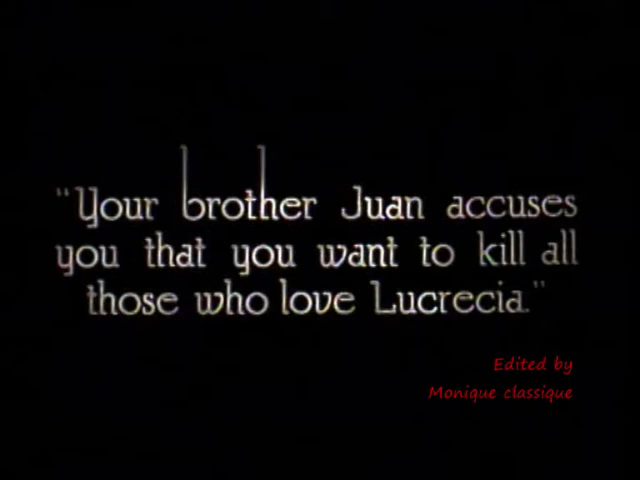 "Your brother Juan accuses
you that you want to kill all
those who love Lucrecia."
Edited by
Monique classique